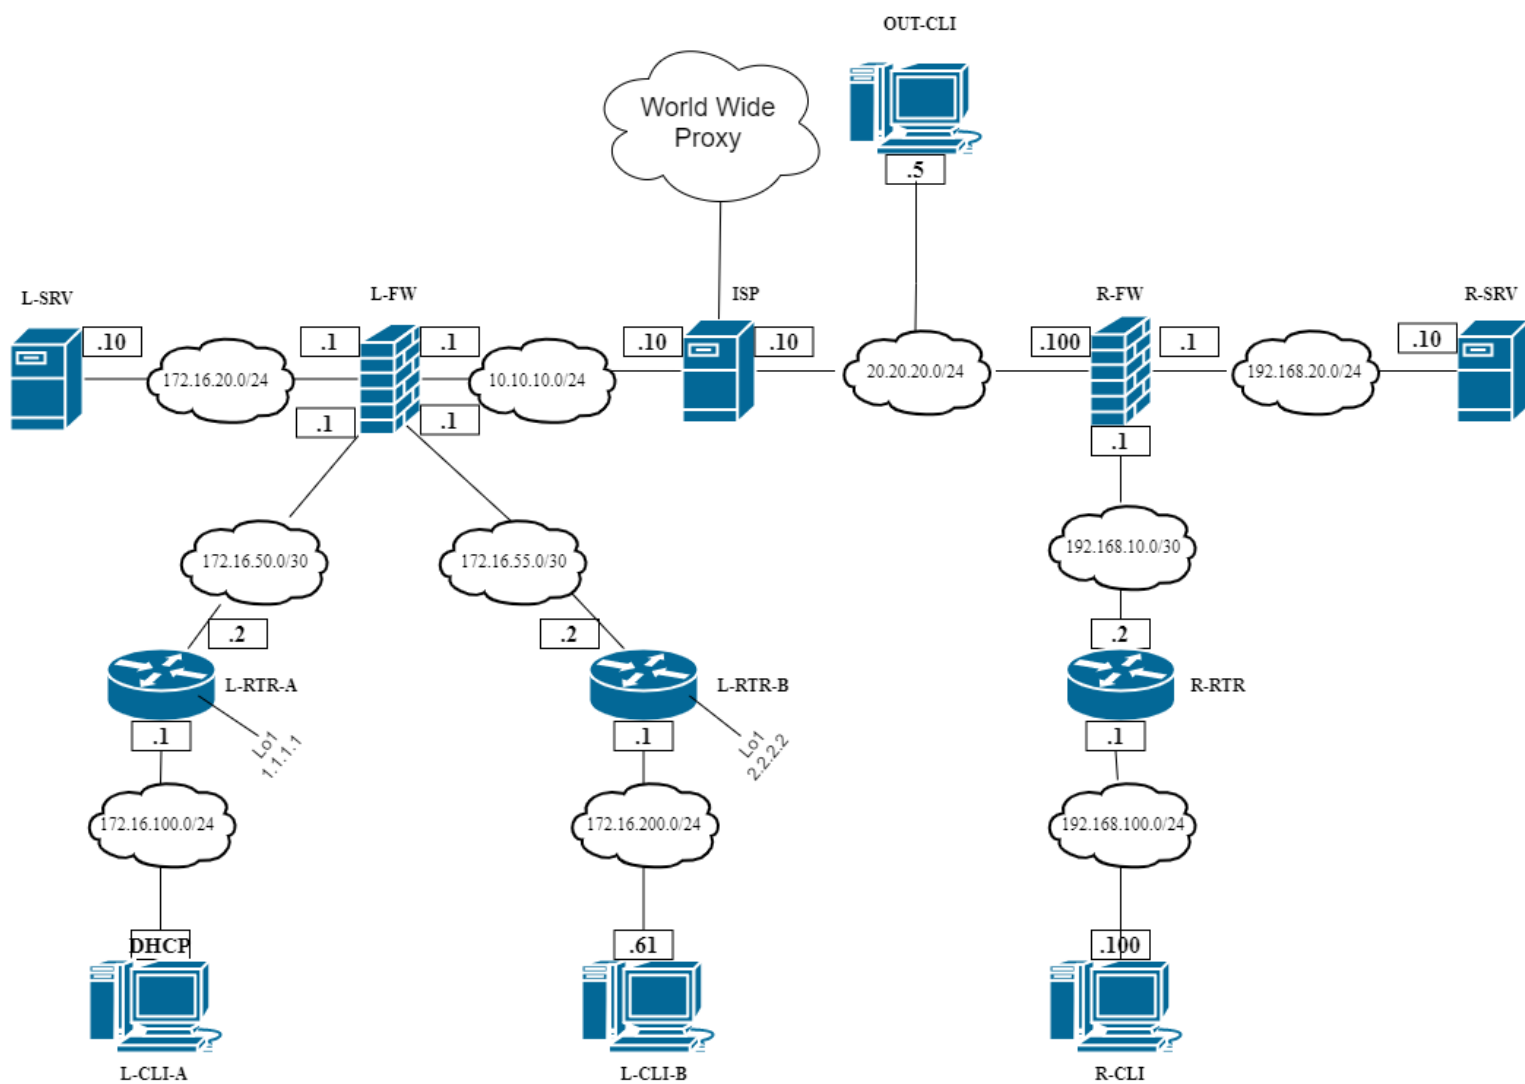 OUT-CLI
World Wide
Proxy
.5
L-SRV
L-FW
ISP
R-FW
R-SRV
.10
.1
.1
.10
.10
.100
.1
.10
172.16.20.0/24
10.10.10.0/24
20.20.20.0/24
192.168.20.0/24
.1
.1
.1
172.16.50.0/30
172.16.55.0/30
192.168.10.0/30
.2
.2
.2
L-RTR-A
L-RTR-B
R-RTR
.1
Lo1
1.1.1.1
.1
Lo1
2.2.2.2
.1
172.16.100.0/24
172.16.200.0/24
192.168.100.0/24
DHCP
.61
.100
L-CLI-A
L-CLI-B
R-CLI